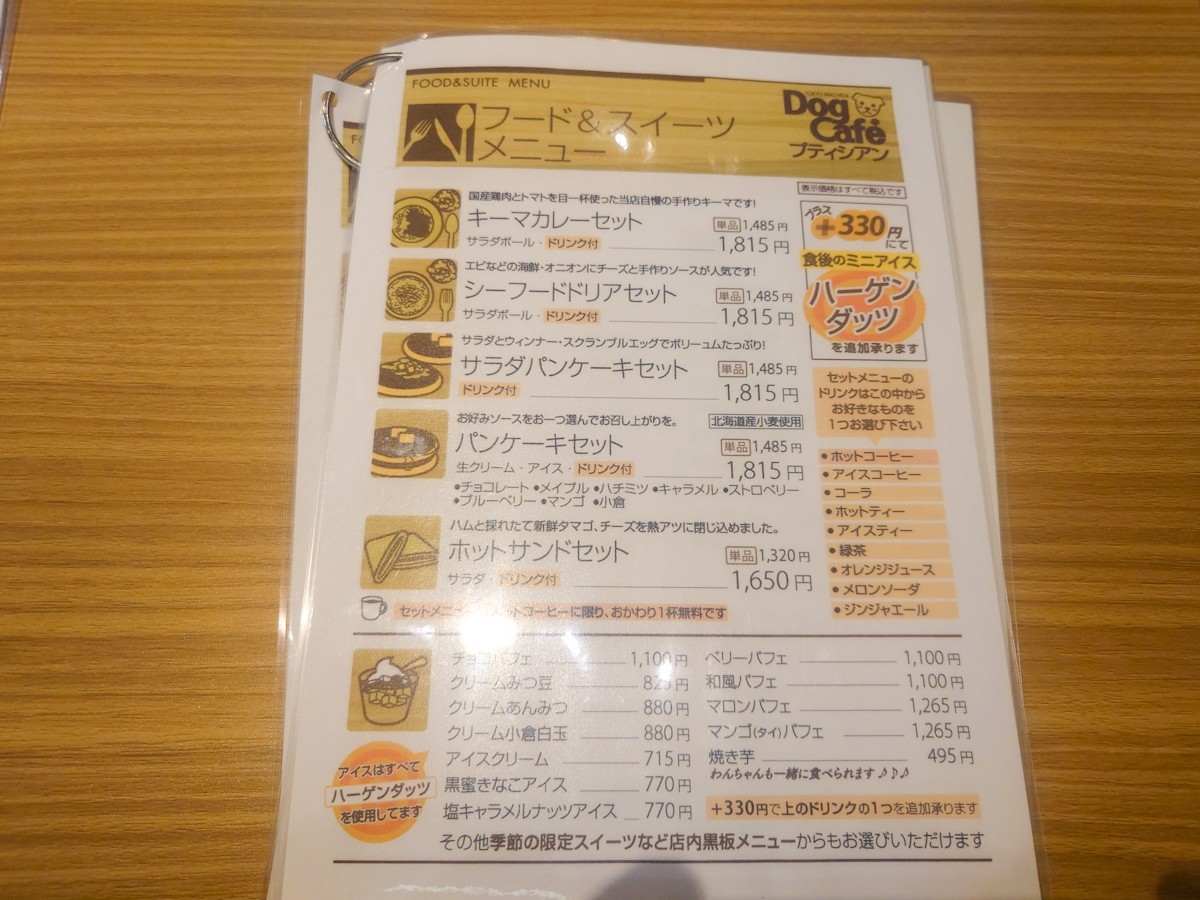 FOOD&SUITE MENU
フード＆スイーツ
メニュー
TOKYO MACHIDA
Dog
Cafe
プティシアン
表示価格はすべて税込です
国産鶏肉とトマトを目一杯使った当店自慢の手作りキーマです!
キーマカレーセット 単品 1,485円
サラダボール・ドリンク付 1,815円
エビなどの海鮮・オニオンにチーズと手作りソースが人気です!
シーフードドリアセット 単品 1,485円
サラダボール・ドリンク付 1,815円
サラダとウィンナー・スクランブルエッグでボリュームたっぷり!
サラダパンケーキセット 単品 1,485円
ドリンク付 1,815円
お好みソースをお一つ選んでお召し上がりを。 北海道産小麦使用
パンケーキセット 単品 1,485円
生クリーム・アイス・ドリンク付 1,815円
•チョコレート •メイプル •ハチミツ •キャラメル •ストロベリー
•ブルーベリー •マンゴ •小倉
ハムと採れたて新鮮タマゴ、チーズを熱アツに閉じ込めました。
ホットサンドセット 単品 1,320円
サラダ・ドリンク付 1,650円
セットメニュー ットコーヒーに限り、おかわり1杯無料です
プラス
+330円
にて
食後のミニアイス
ハーゲン
ダッツ
を追加承ります
セットメニューの
ドリンクはこの中から
お好きなものを
1つお選び下さい
•ホットコーヒー
•アイスコーヒー
•コーラ
•ホットティー
•アイスティー
•緑茶
•オレンジジュース
•メロンソーダ
•ジンジャエール
チョコパフェ 1,100円
クリームみつ豆 円
クリームあんみつ 880円
クリーム小倉白玉 880円
アイスクリーム 715円
黒蜜きなこアイス 770円
塩キャラメルナッツアイス 770円
ベリーパフェ 1,100円
和風パフェ 1,100円
マロンパフェ 1,265円
マンゴ(タイ)パフェ 1,265円
焼き芋 495円
わんちゃんも一緒に食べられます♪♪♪
+330円で上のドリンクの1つを追加承ります
アイスはすべて
ハーゲンダッツ
を使用してます
その他季節の限定スイーツなど店内黒板メニューからもお選びいただけます